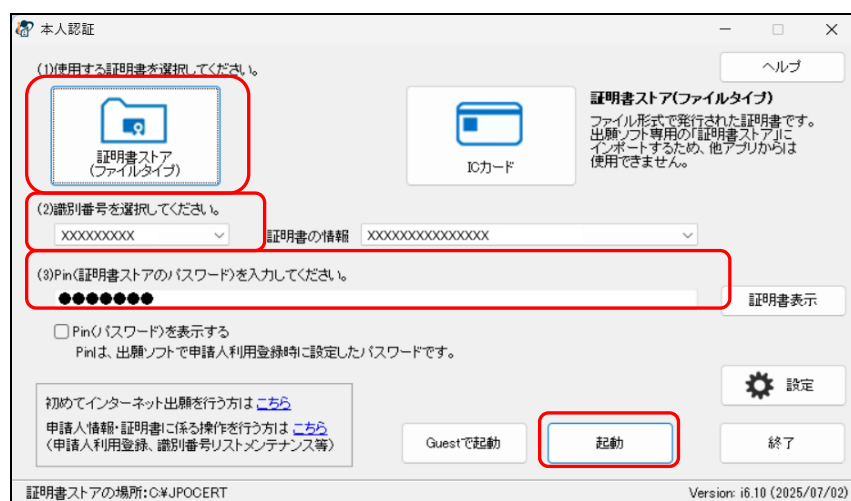 本人認証
(1)使用する証明書を選択してください。
ヘルプ
証明書ストア
(ファイルタイプ)
ICカード
証明書ストア(ファイルタイプ)
ファイル形式で発行された証明書です。
出願ソフト専用の「証明書ストア」に
インポートするため、他アプリからは
使用できません。
(2)識別番号を選択してください。
XXXXXXXXX
証明書の情報 XXXXXXXXXXXXXXX
(3)Pin(証明書ストアのパスワード)を入力してください。
●●●●●●●
証明書表示
Pin(パスワード)を表示する
Pinは、出願ソフトで申請人利用登録時に設定したパスワードです。
設定
初めてインターネット出願を行う方は こちら
申請人情報・証明書に係る操作を行う方は こちら
(申請人利用登録、識別番号リストメンテナンス等)
Guestで起動
起動
終了
証明書ストアの場所:C¥JPOCERT
Version: i6.10 (2025/07/02)